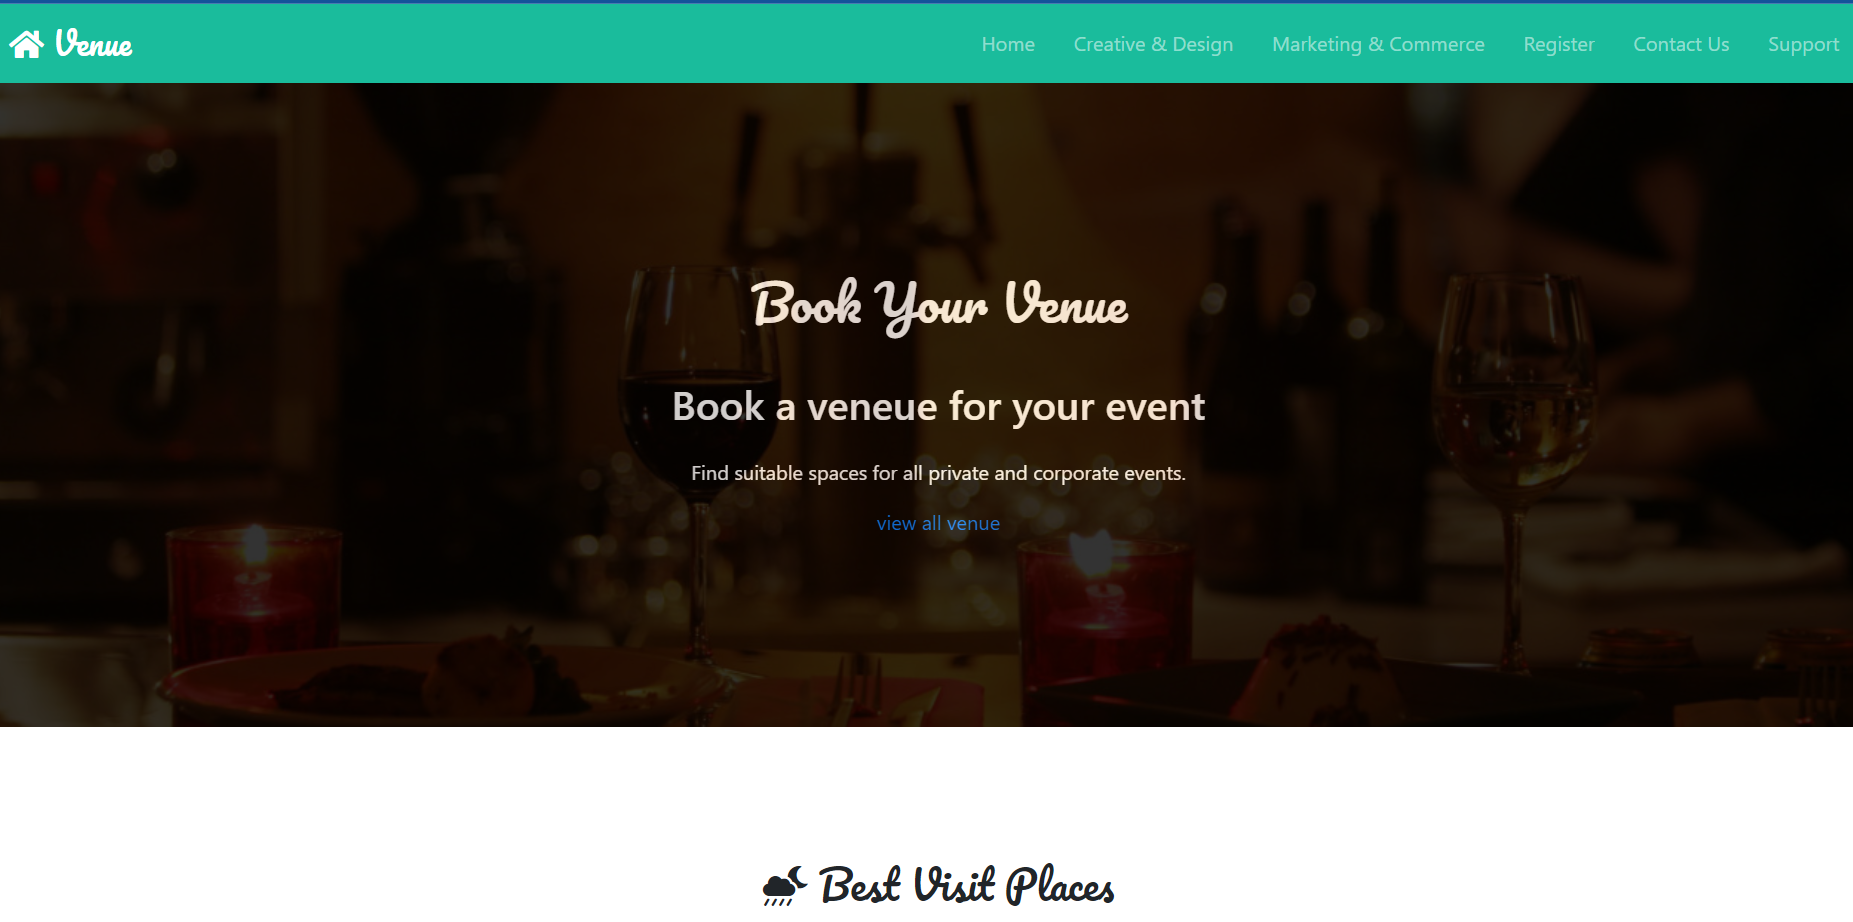 Venue
Home Creative & Design Marketing & Commerce Register Contact Us Support
Book Your Venue
Book a veneue for your event
Find suitable spaces for all private and corporate events.
view all venue
Best Visit Places